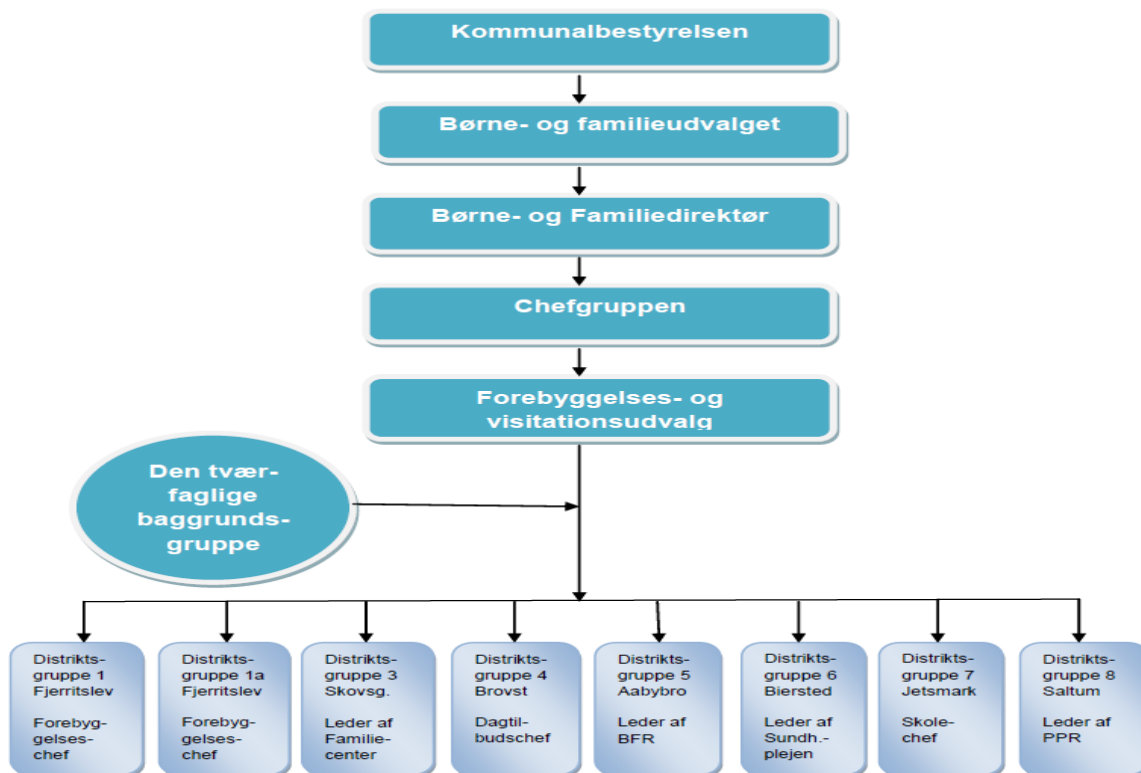 Kommunalbestyrelsen
Børne- og familieudvalget
Børne- og Familiedirektør
Chefgruppen
Forebyggelses- og
visitationsudvalg
Den tvær-
faglige
baggrunds-
gruppe
Distrikts-
gruppe 1
Fjerritslev
Forebyg-
gelses-
chef
Distrikts-
gruppe 1a
Fjerritslev
Forebyg-
gelses-
chef
Distrikts-
gruppe 3
Skovsg.
Leder af
Familie-
center
Distrikts-
gruppe 4
Brovst
Dagtil-
budschef
Distrikts-
gruppe 5
Aabybro
Leder af
BFR
Distrikts-
gruppe 6
Biersted
Leder af
Sundh.-
plejen
Distrikts-
gruppe 7
Jetsmark
Skole-
chef
Distrikts-
gruppe 8
Saltum
Leder af
PPR